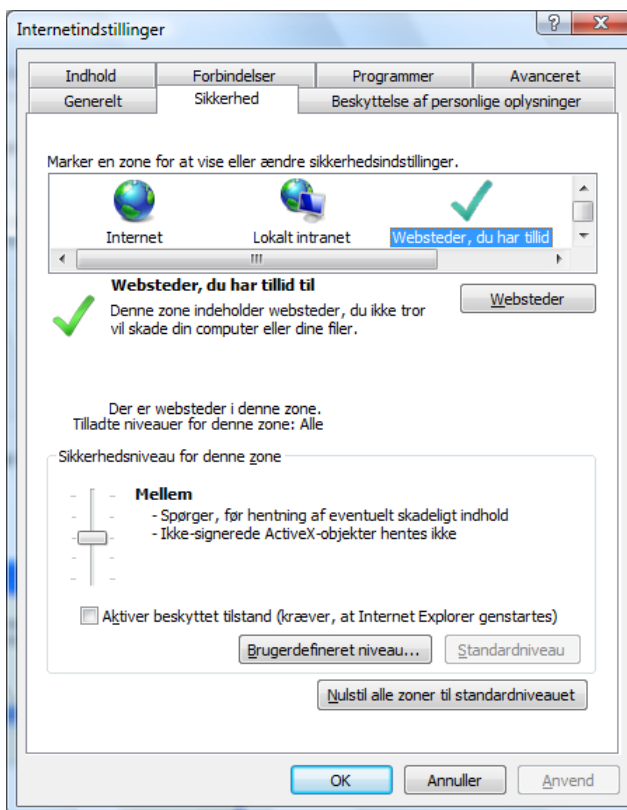 Internetindstillinger
Indhold
Forbindelser
Programmer
Avanceret
Generelt
Sikkerhed
Beskyttelse af personlige oplysninger
Marker en zone for at vise eller ændre sikkerhedsindstillinger.
Internet
Lokalt intranet
Websteder, du har tillid
Websteder, du har tillid til
Denne zone indeholder websteder, du ikke tror
vil skade din computer eller dine filer.
Websteder
Der er websteder i denne zone.
Tilladte niveauer for denne zone: Alle
Sikkerhedsniveau for denne zone
Mellem
- Spørger, før hentning af eventuelt skadeligt indhold
- Ikke-signerede ActiveX-objekter hentes ikke
Aktiver beskyttet tilstand (kræver, at Internet Explorer genstartes)
Brugerdefineret niveau...
Standardniveau
Nulstil alle zoner til standardniveauet
OK
Annuller
Anvend